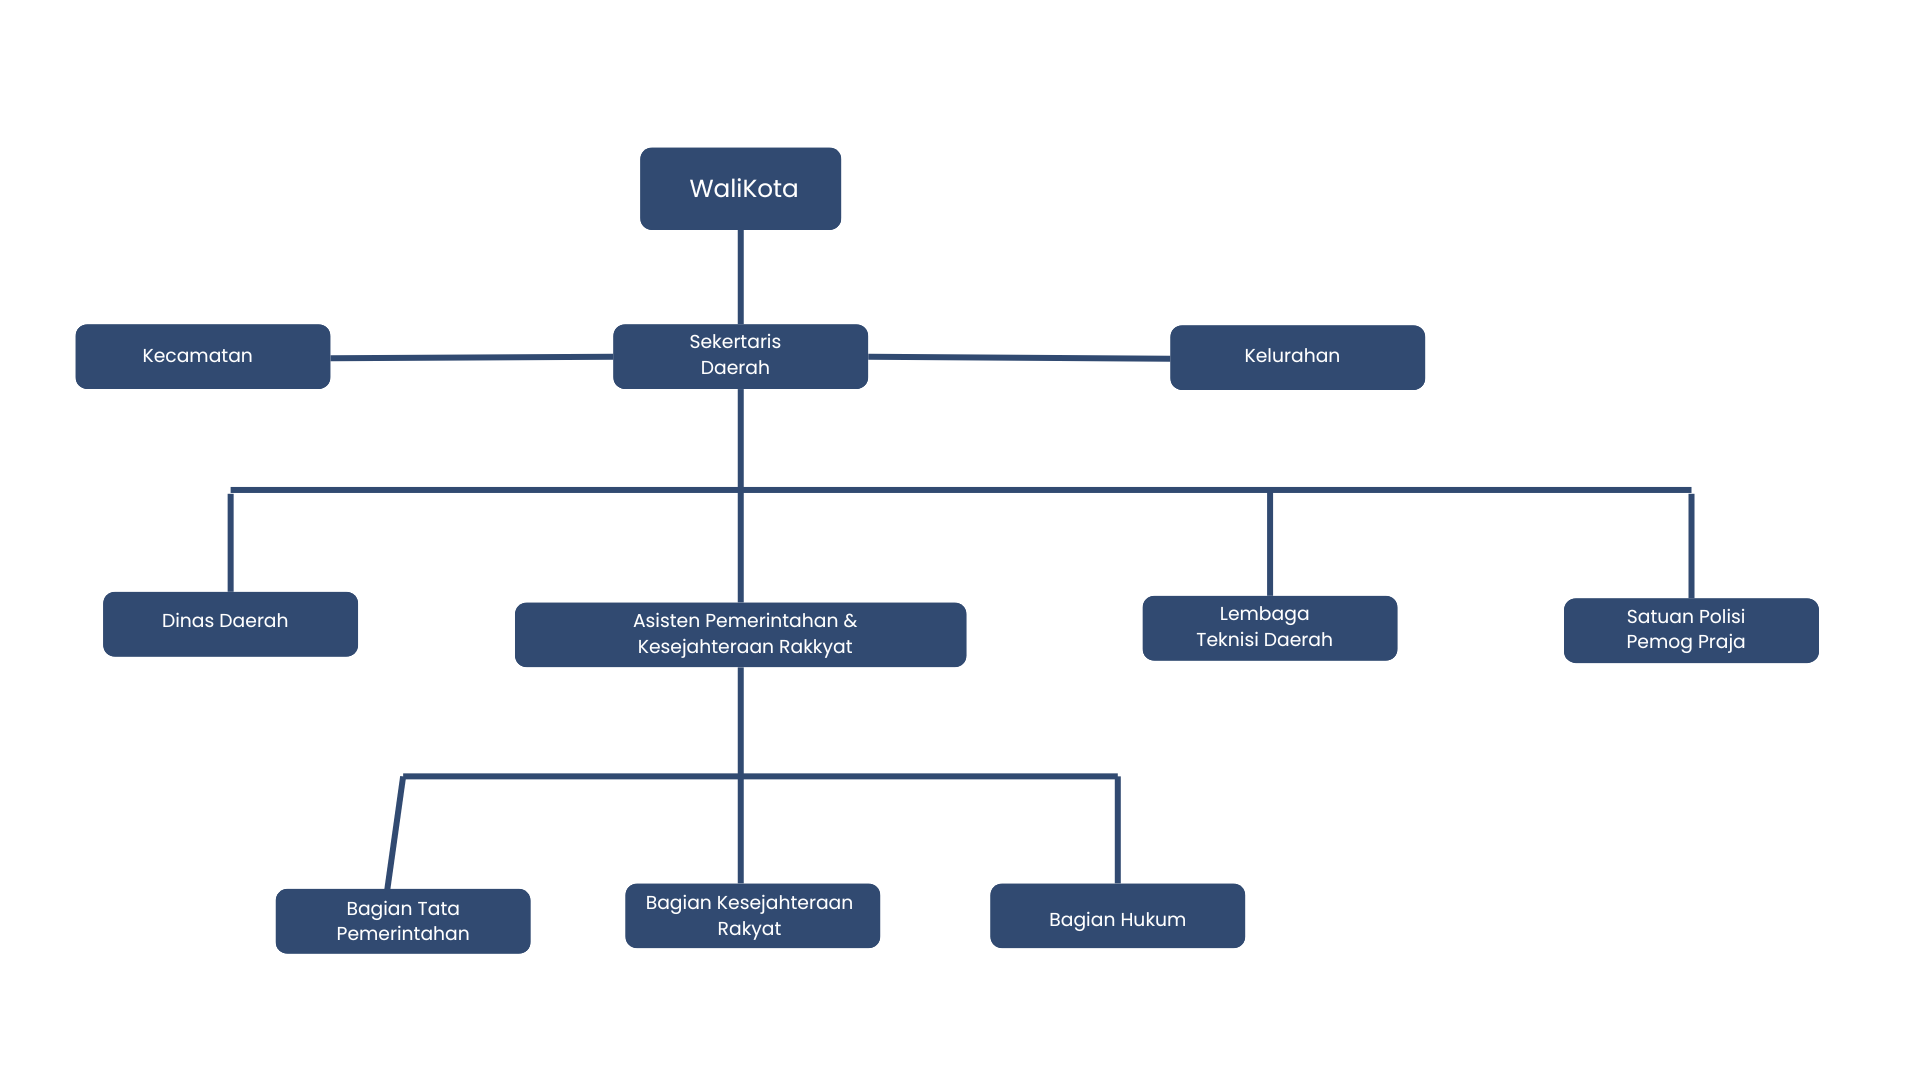 WaliKota
Kecamatan
Sekertaris
Daerah
Kelurahan
Dinas Daerah
Asisten Pemerintahan &
Kesejahteraan Rakkyat
Lembaga
Teknisi Daerah
Satuan Polisi
Pemog Praja
Bagian Tata
Pemerintahan
Bagian Kesejahteraan
Rakyat
Bagian Hukum